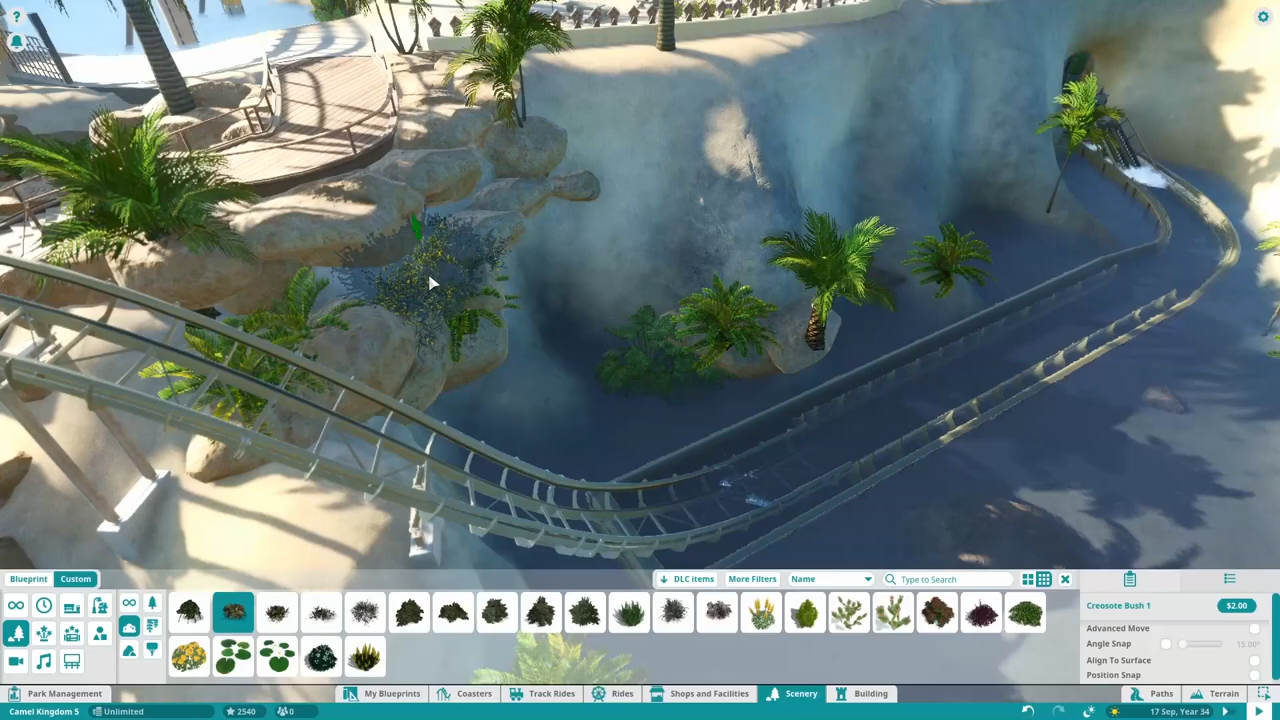 ?
Blueprint Custom DLC items More Filters Name Type to Search
Creosote Bush 1 $2.00
Advanced Move
Angle Snap 15.00°
Align To Surface
Position Snap
Park Management My Blueprints Coasters Track Rides Rides Shops and Facilities Scenery Building Paths Terrain
Camel Kingdom 5 Unlimited 2540 0 17 Sep, Year 34